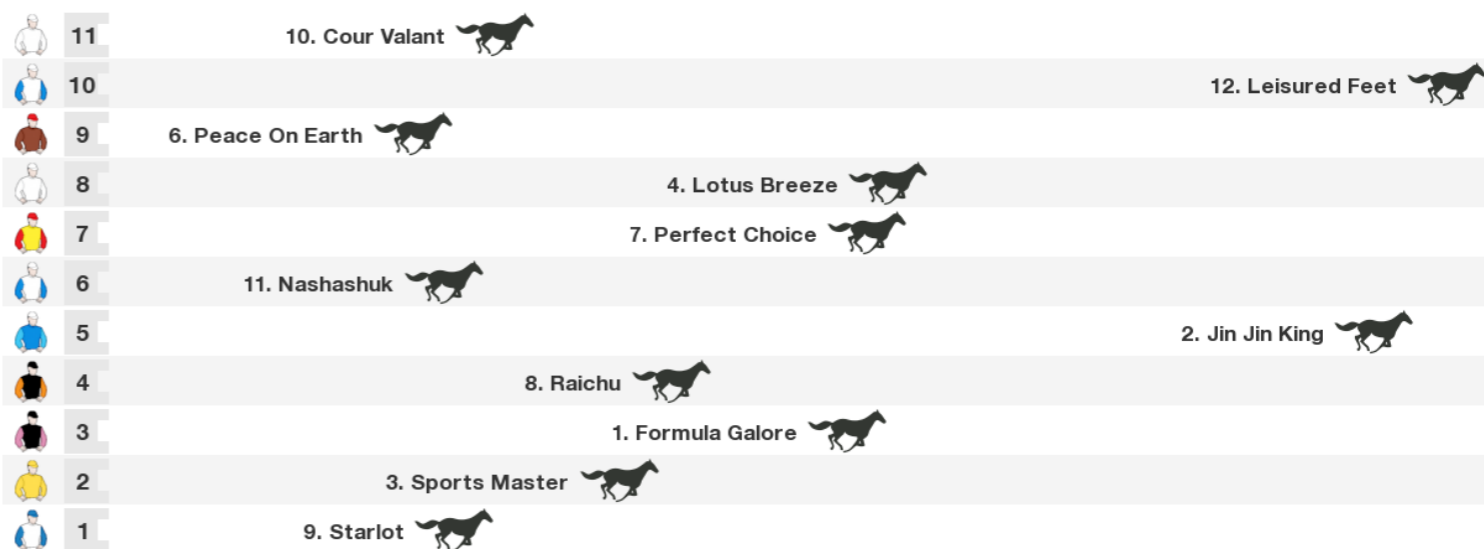 11 10. Cour Valant
10 12. Leisured Feet
9 6. Peace On Earth
8 4. Lotus Breeze
7 7. Perfect Choice
6 11. Nashashuk
5 2. Jin Jin King
4 8. Raichu
3 1. Formula Galore
2 3. Sports Master
1 9. Starlot